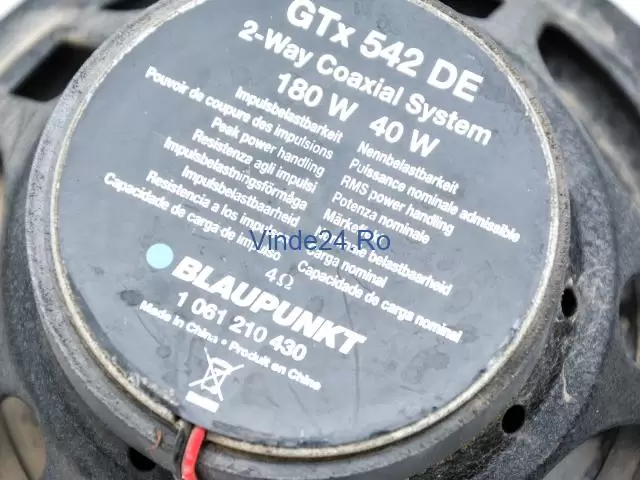 GTx 542 DE
2-Way Coaxial System
180 W 40 W
Impulsbelastbarkeit
Pouvoir de coupure des impulsions
Peak power handling
Resistenza agli impulsi
Impulsbelastningsförmåga
Impulsbelastbaarheid
Resistencia a los
Capacidade de carga de impulso
Nennbelastbarkeit
Puissance nominale admissible
RMS power handling
Potenza nominale
belastbaarheid
Carga nominal
Capacidade de carga nominal
Vinde24.Ro
4Ω
BLAUPUNKT
1 061 210 430
Made in China • Produit en Chine